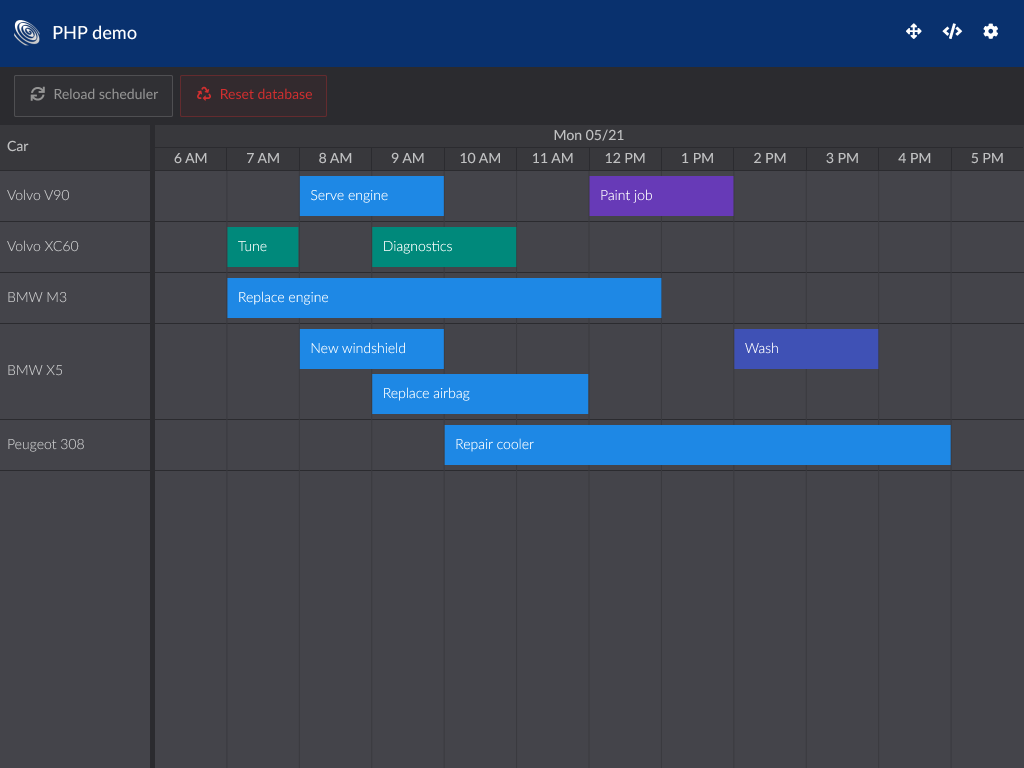 PHP demo
Reload scheduler
Reset database
Car
Mon 05/21
6 AM 7 AM 8 AM 9 AM 10 AM 11 AM 12 PM 1 PM 2 PM 3 PM 4 PM 5 PM
Volvo V90
Serve engine
Paint job
Volvo XC60
Tune
Diagnostics
BMW M3
Replace engine
BMW X5
New windshield
Wash
Replace airbag
Peugeot 308
Repair cooler